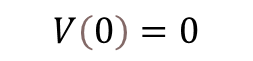 V(0) = 0